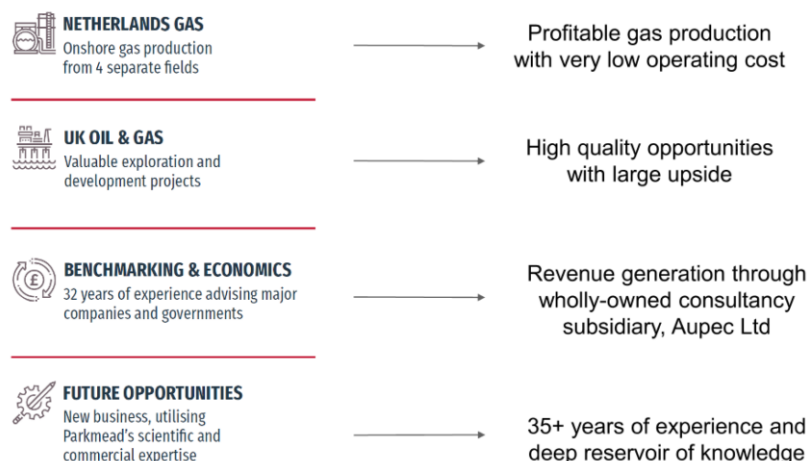 NETHERLANDS GAS
Onshore gas production
from 4 separate fields
Profitable gas production
with very low operating cost
UK OIL & GAS
Valuable exploration and
development projects
High quality opportunities
with large upside
£
BENCHMARKING & ECONOMICS
32 years of experience advising major
companies and governments
Revenue generation through
wholly-owned consultancy
subsidiary, Aupec Ltd
FUTURE OPPORTUNITIES
New business, utilising
Parkmead's scientific and
commercial expertise
35+ years of experience and
deep reservoir of knowledge